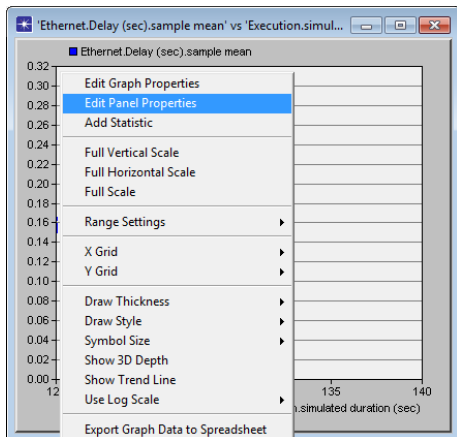 'Ethernet.Delay (sec).sample mean' vs 'Execution.simul...
Ethernet.Delay (sec).sample mean
0.32
0.30
0.28
0.26
0.24
0.22
0.20
0.18
0.16
0.14
0.12
0.10
0.08
0.06
0.04
0.02
0.00
Edit Graph Properties
Edit Panel Properties
Add Statistic
Full Vertical Scale
Full Horizontal Scale
Full Scale
Range Settings
X Grid
Y Grid
Draw Thickness
Draw Style
Symbol Size
Show 3D Depth
Show Trend Line
Use Log Scale
Export Graph Data to Spreadsheet
12
135
140
n.simulated duration (sec)